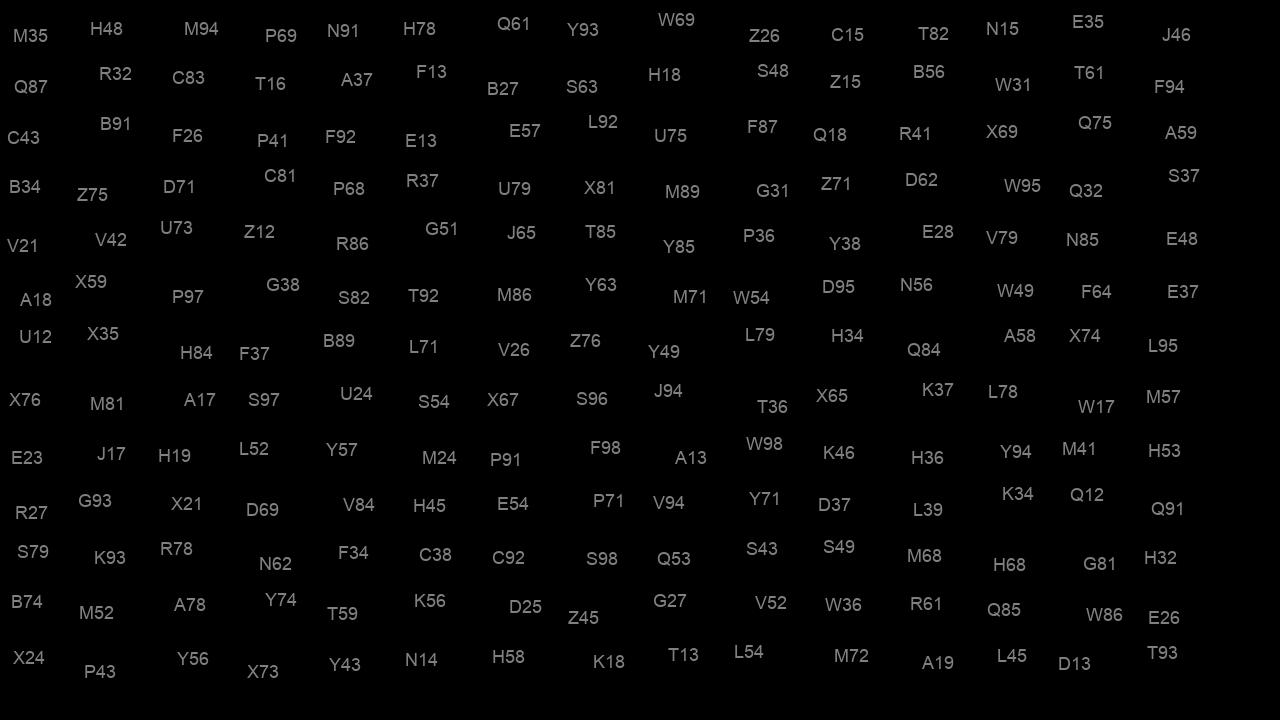 M35 H48 M94 P69 N91 H78 Q61 Y93 W69 Z26 C15 T82 N15 E35 J46
Q87 R32 C83 T16 A37 F13 B27 S63 H18 S48 Z15 B56 W31 T61 F94
C43 B91 F26 P41 F92 E13 E57 L92 U75 F87 Q18 R41 X69 Q75 A59
B34 Z75 D71 C81 P68 R37 U79 X81 M89 G31 Z71 D62 W95 Q32 S37
V21 V42 U73 Z12 R86 G51 J65 T85 Y85 P36 Y38 E28 V79 N85 E48
A18 X59 P97 G38 S82 T92 M86 Y63 M71 W54 D95 N56 W49 F64 E37
U12 X35 H84 F37 B89 L71 V26 Z76 Y49 L79 H34 Q84 A58 X74 L95
X76 M81 A17 S97 U24 S54 X67 S96 J94 T36 X65 K37 L78 W17 M57
E23 J17 H19 L52 Y57 M24 P91 F98 A13 W98 K46 H36 Y94 M41 H53
R27 G93 X21 D69 V84 H45 E54 P71 V94 Y71 D37 L39 K34 Q12 Q91
S79 K93 R78 N62 F34 C38 C92 S98 Q53 S43 S49 M68 H68 G81 H32
B74 M52 A78 Y74 T59 K56 D25 Z45 G27 V52 W36 R61 Q85 W86 E26
X24 P43 Y56 X73 Y43 N14 H58 K18 T13 L54 M72 A19 L45 D13 T93